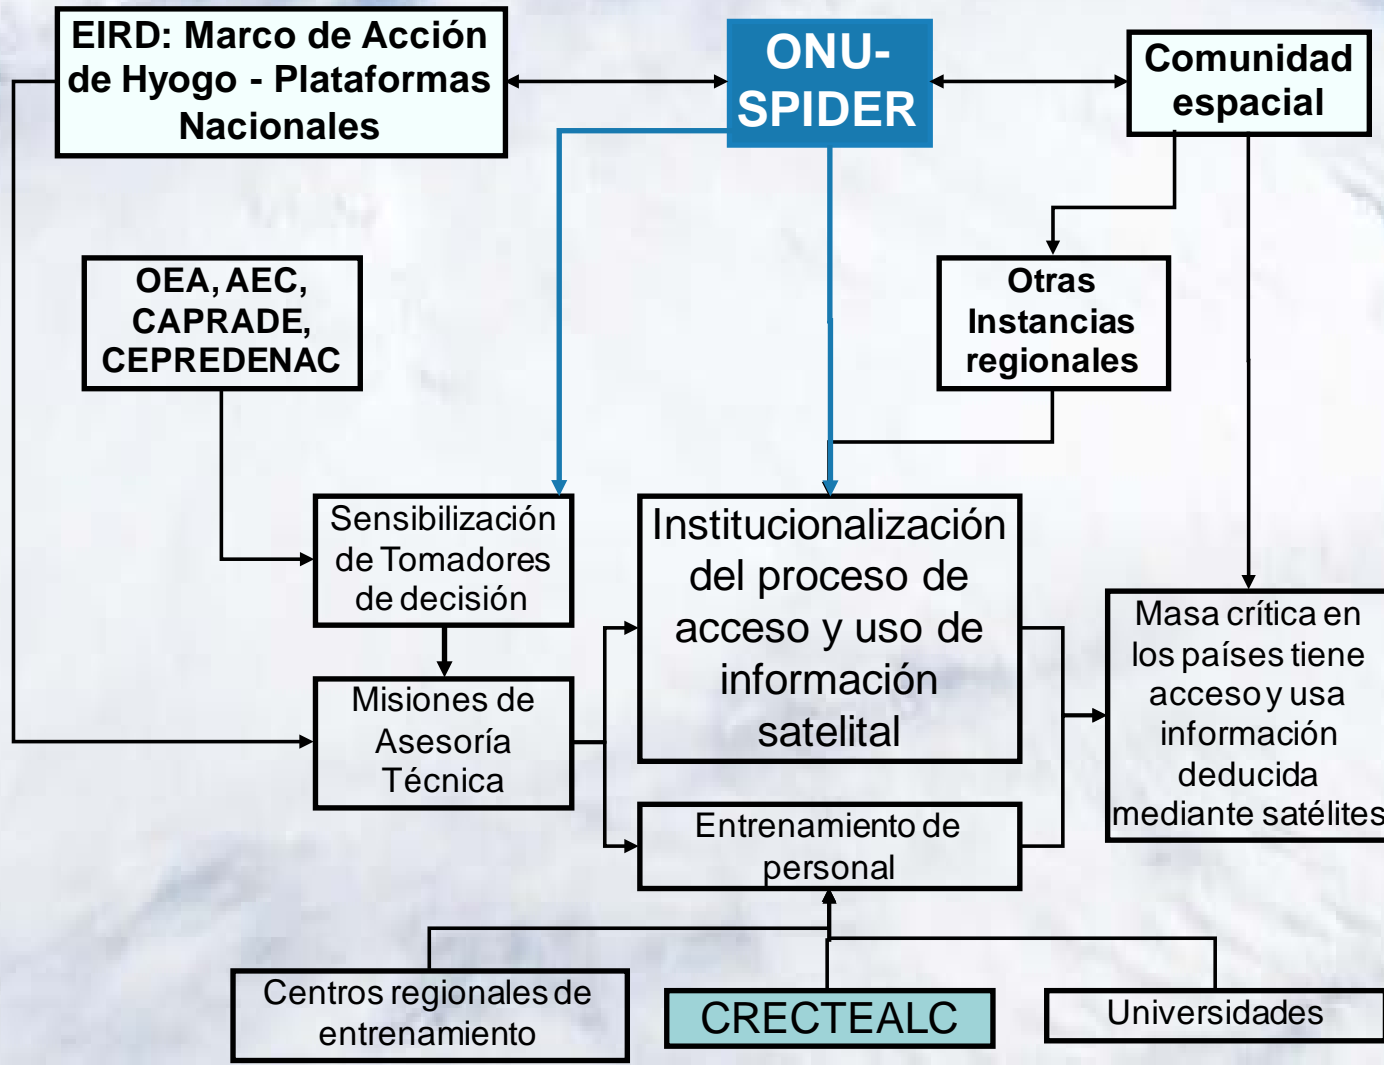 EIRD: Marco de Acción
de Hyogo - Plataformas
Nacionales
ONU-
SPIDER
Comunidad
espacial
OEA, AEC,
CAPRADE,
CEPREDENAC
Otras
Instancias
regionales
Sensibilización
de Tomadores
de decisión
Institucionalización
del proceso de
acceso y uso de
información
satelital
Masa crítica en
los países tiene
acceso y usa
información
deducida
mediante satélites
Misiones de
Asesoría
Técnica
Entrenamiento de
personal
Centros regionales de
entrenamiento
CRECTEALC
Universidades